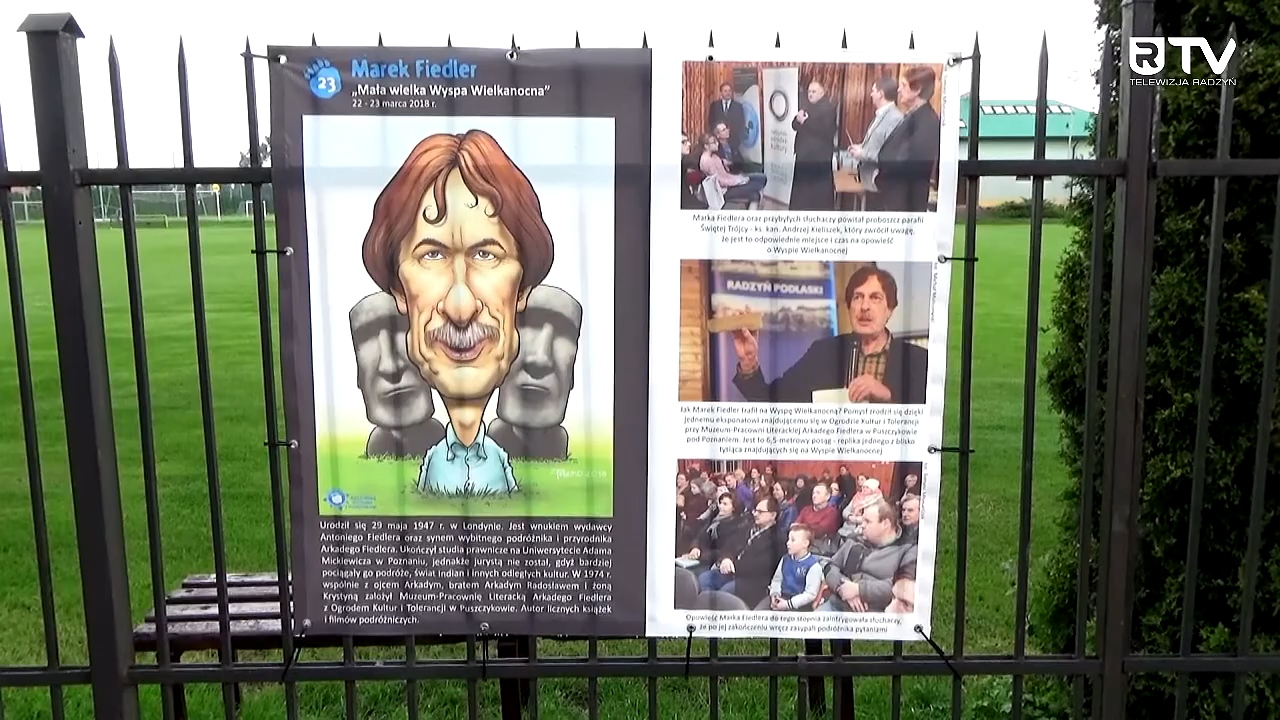 23
Marek Fiedler
„Mała wielka Wyspa Wielkanocna”
22 - 23 marca 2018 r.
Urodził się 29 maja 1947 r. w Londynie. Jest wnukiem wydawcy
Antoniego Fiedlera oraz synem wybitnego podróżnika i przyrodnika
Arkadego Fiedlera. Ukończył studia prawnicze na Uniwersytecie Adama
Mickiewicza w Poznaniu, jednakże jurystą nie został, gdyż bardziej
pociągały go podróże, świat Indian i innych odległych kultur. W 1974 r.
wspólnie z ojcem Arkadym, bratem Arkadym Radosławem i żoną
Krystyną założył Muzeum-Pracownię Literacką Arkadego Fiedlera
z Ogrodem Kultur i Tolerancji w Puszczykowie. Autor licznych książek
i filmów podróżniczych.
Marka Fiedlera oraz przybyłych słuchaczy powitał proboszcz parafii
Świętej Trójcy - ks. kan. Andrzej Kieliszek, który zwrócił uwagę,
że jest to odpowiednie miejsce i czas na opowieść
o Wyspie Wielkanocnej
RADZYŃ PODLASKI
Jak Marek Fiedler trafił na Wyspę Wielkanocną? Pomysł zrodził się dzięki
jednemu eksponatowi znajdującemu się w Ogrodzie Kultur i Tolerancji
przy Muzeum-Pracowni Literackiej Arkadego Fiedlera w Puszczykowie
pod Poznaniem. Jest to 6,5-metrowy posąg - replika jednego z blisko
tysiąca znajdujących się na Wyspie Wielkanocnej
Opowieść Marka Fiedlera do tego stopnia zaintrygowała słuchaczy,
że po jej zakończeniu wręcz zasypali podróżnika pytaniami
RTV
TELEWIZJA RADZYŃ